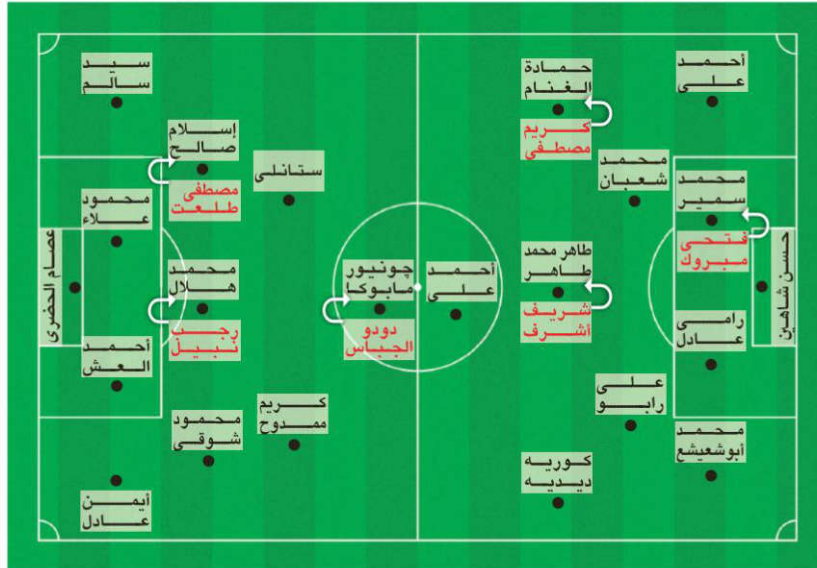 أحمد
على
حمادة
الغنام
كريم
مصطفى
محمد
شعبان
محمد
سمير
فتحى
مبروك
حسن شاهين
رامى
عادل
طاهر محمد
طاهر
شريف
أشرف
على
رابو
محمد
أبوشعيشع
كوريه
ديديه
أحمد
على
چونيور
مابوكا
دودو
الجباس
ستانلى
إسلام
صالح
مصطفى
طلعت
سيد
سالم
محمود
علاء
عصام الحضرى
محمد
هلال
رجب
نبيل
أحمد
العش
كريم
ممدوح
محمود
شوقى
أيمن
عادل